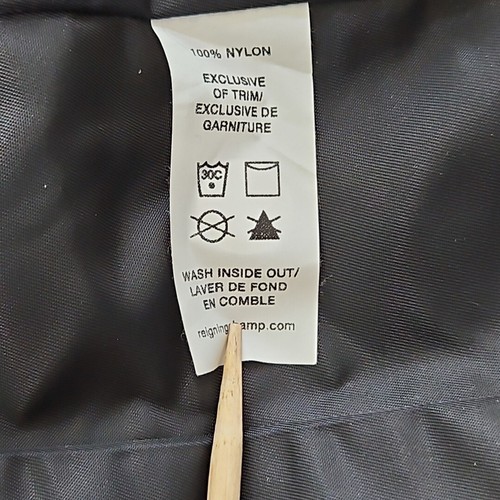 100% NYLON
EXCLUSIVE
OF TRIM/
EXCLUSIVE DE
GARNITURE
30C
WASH INSIDE OUT/
LAVER DE FOND
EN COMBLE